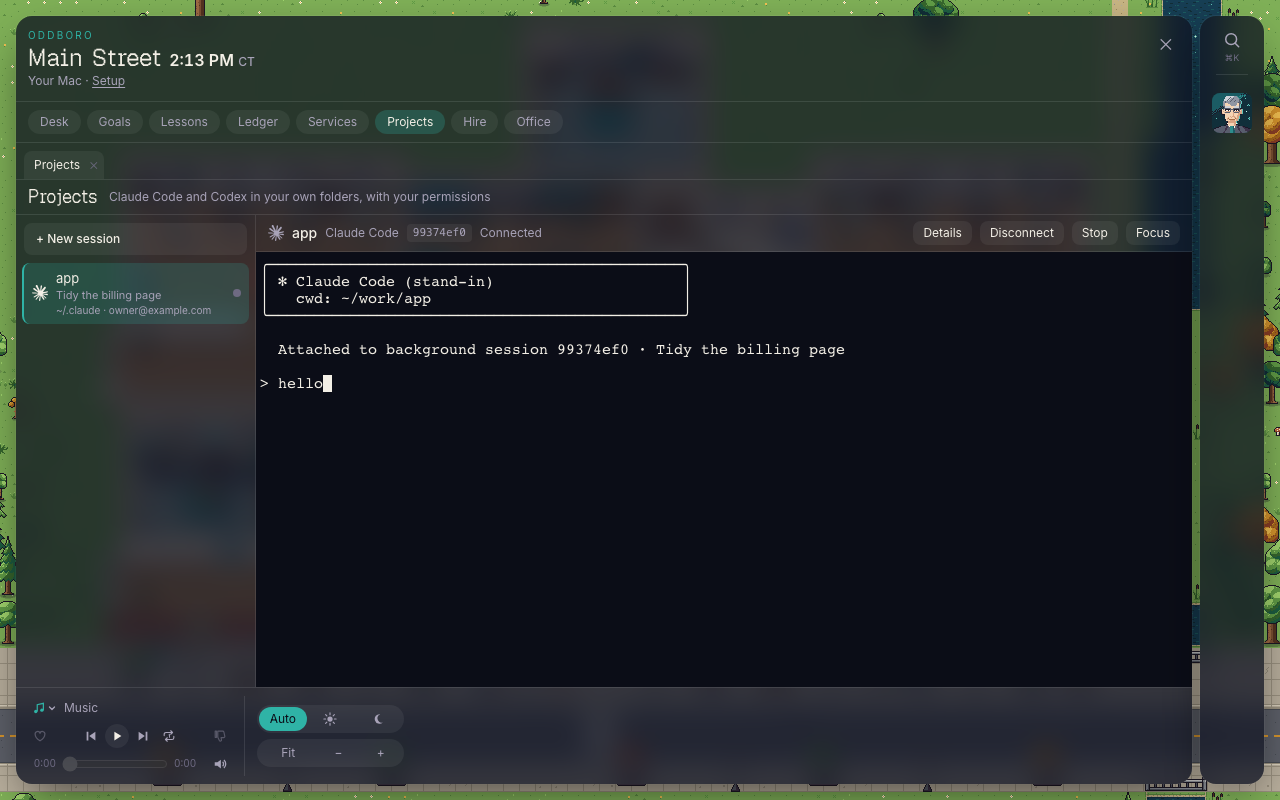 ODDBORO
Main Street 2:13 PM CT
Your Mac · Setup
⌘K
Desk Goals Lessons Ledger Services Projects Hire Office
Projects
Projects Claude Code and Codex in your own folders, with your permissions
+ New session
app Claude Code 99374ef0 Connected Details Disconnect Stop Focus
app
Tidy the billing page
~/.claude · owner@example.com
✻ Claude Code (stand-in)
cwd: ~/work/app
Attached to background session 99374ef0 · Tidy the billing page
> hello
Music
Auto
Fit − +
0:00 0:00